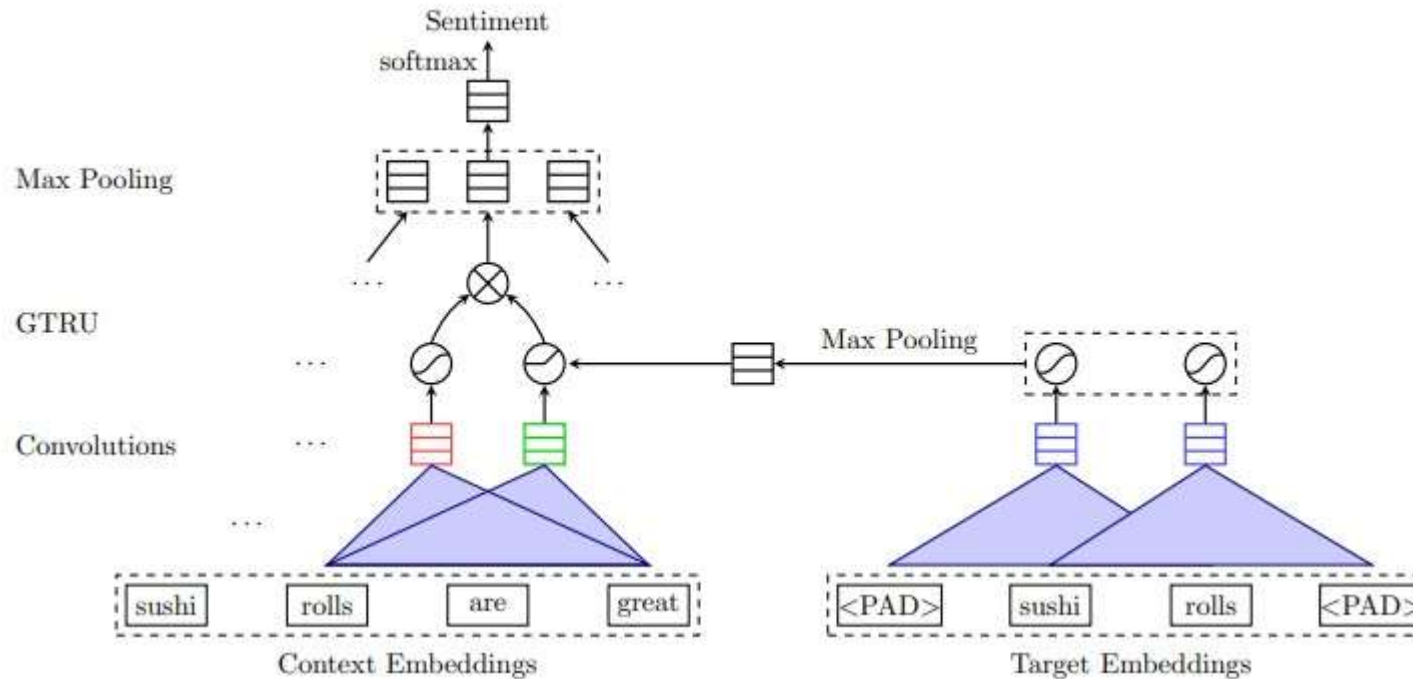 Sentiment
softmax
Max Pooling
. . .
. . .
GTRU
Max Pooling
. . .
Convolutions
. . .
. . .
sushi rolls are great
<PAD> sushi rolls <PAD>
Context Embeddings
Target Embeddings